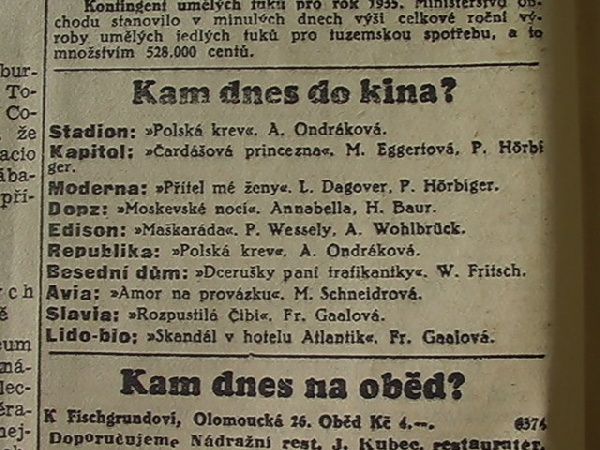 Kontingent umělých tuků pro rok 1935. Ministerstvo ob-
chodu stanovilo v minulých dnech výši celkové roční vý-
roby umělých jedlých tuků pro tuzemskou spotřebu, a to
množstvím 528.000 centů.
Kam dnes do kina?
Stadion: »Polská krev«. A. Ondráková.
Kapitol: »Čardášová princezna«. M. Eggertová, P. Hörbi
ger.
Moderna: »Přítel mé ženy«. L. Dagover, P. Hörbiger.
Dopz: »Moskevské noci«. Annabella, H. Baur.
Edison: »Maškaráda«. P. Wessely, A. Wohlbrück.
Republika: »Polská krev«. A. Ondráková.
Besední dům: »Dcerušky paní trafikantky«. W. Fritsch.
Avia: »Amor na provázku«. M. Schneidrová.
Slavia: »Rozpustilá Čibi«. Fr. Gaalová.
Lido-bio: »Skandál v hotelu Atlantik«. Fr. Gaalová.
Kam dnes na oběd?
K Fischgrundovi, Olomoucká 26. Oběd Kč 4.—. 6374
Doporučujeme Nádražní rest. J. Kubec, restauratér.
bur-
To-
Co-
že
acio
ába-
pří-
ých
ě
eum
má-
lec-
éra-
nej-